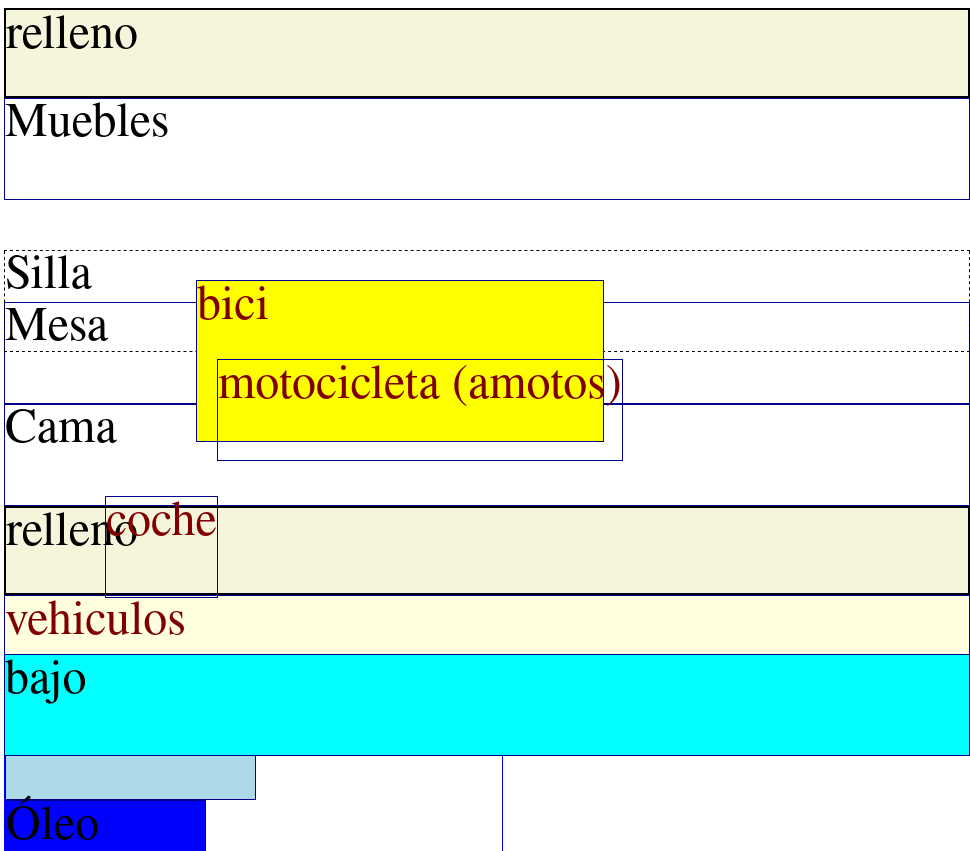 relleno
Muebles
Silla
bici
Mesa
motocicleta (amotos)
Cama
coche
relleno
vehiculos
bajo
Óleo